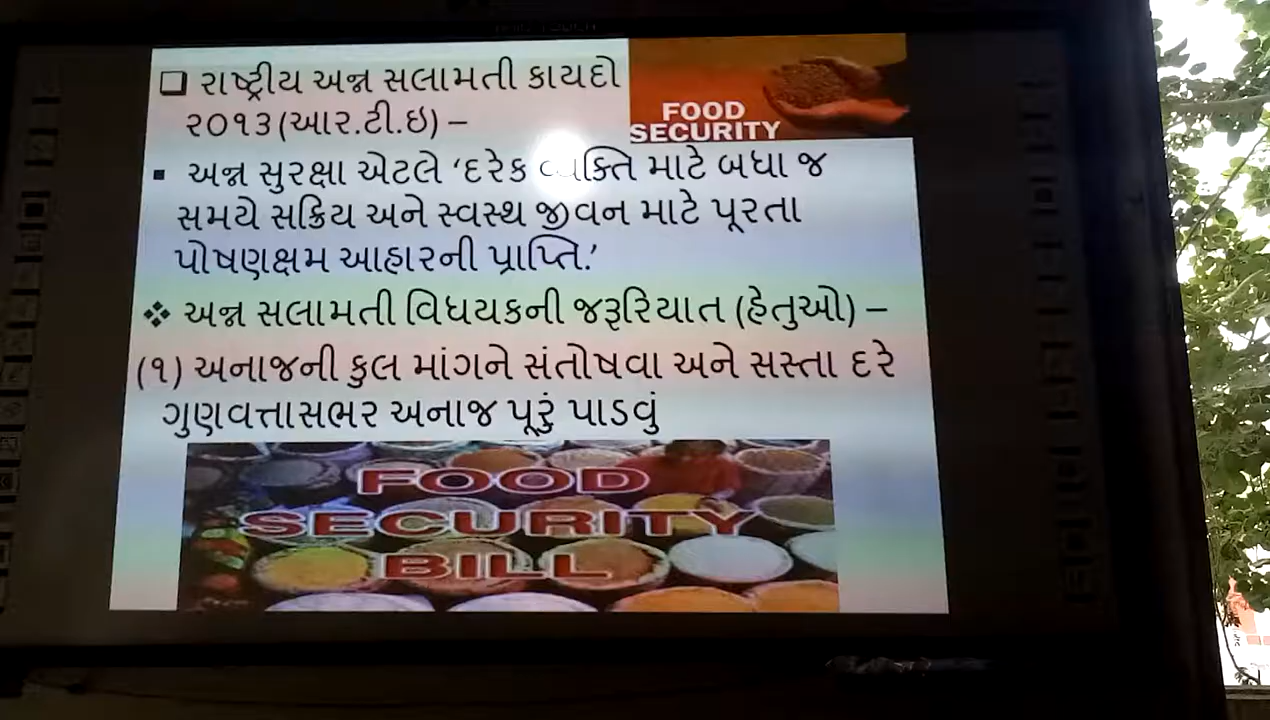 રાષ્ટ્રીય અન્ન સલામતી કાયદો
૨૦૧૩(આર.ટી.ઇ) –
FOOD
SECURITY
અન્ન સુરક્ષા એટલે ‘દરેક વ્યક્તિ માટે બધા જ
સમયે સક્રિય અને સ્વસ્થ જીવન માટે પૂરતા
પોષણક્ષમ આહારની પ્રાપ્તિ.’
અન્ન સલામતી વિધયકની જરૂરિયાત (હેતુઓ) –
(૧) અનાજની કુલ માંગને સંતોષવા અને સસ્તા દરે
ગુણવત્તાસભર અનાજ પૂરું પાડવું
FOOD
SECURITY
BILL